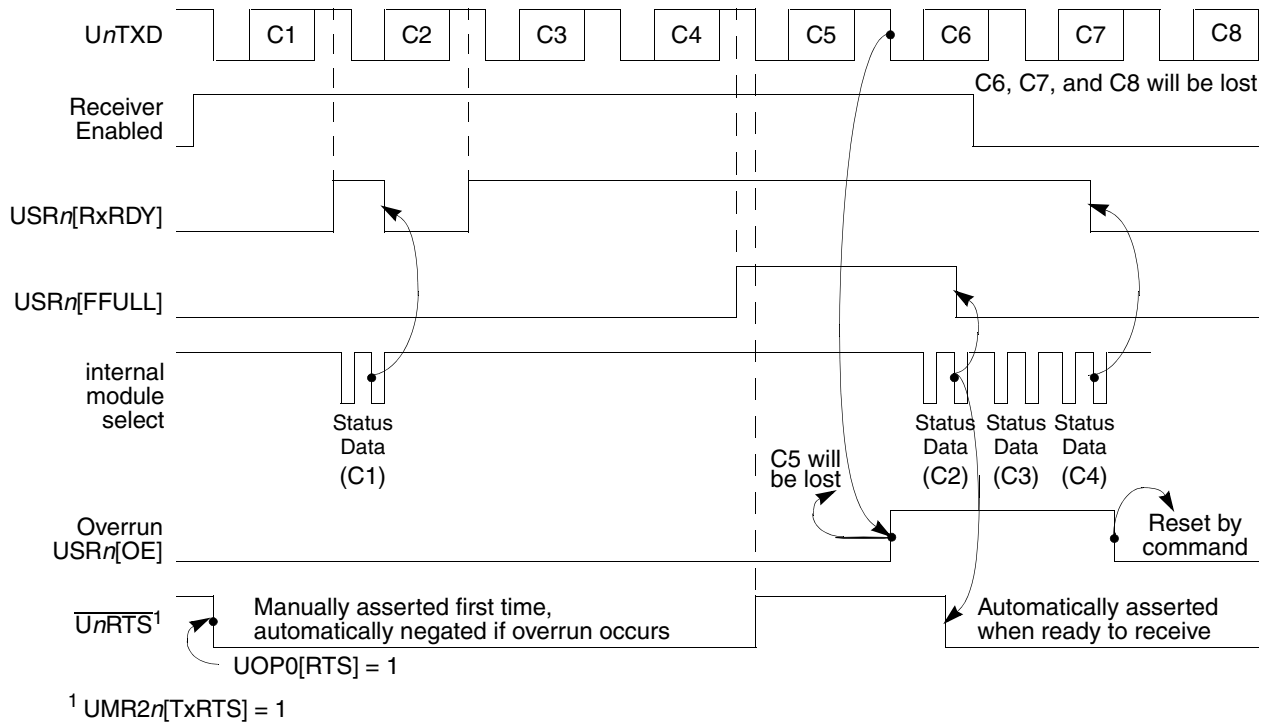 UnTXD
C1
C2
C3
C4
C5
C6
C7
C8
C6, C7, and C8 will be lost
Receiver
Enabled
USRn[RxRDY]
USRn[FFULL]
internal
module
select
Status
Data
(C1)
Status
Data
(C2)
Status
Data
(C3)
Status
Data
(C4)
C5 will
be lost
Overrun
USRn[OE]
Reset by
command
UnRTS¹
Manually asserted first time,
automatically negated if overrun occurs
Automatically asserted
when ready to receive
UOP0[RTS] = 1
¹ UMR2n[TxRTS] = 1